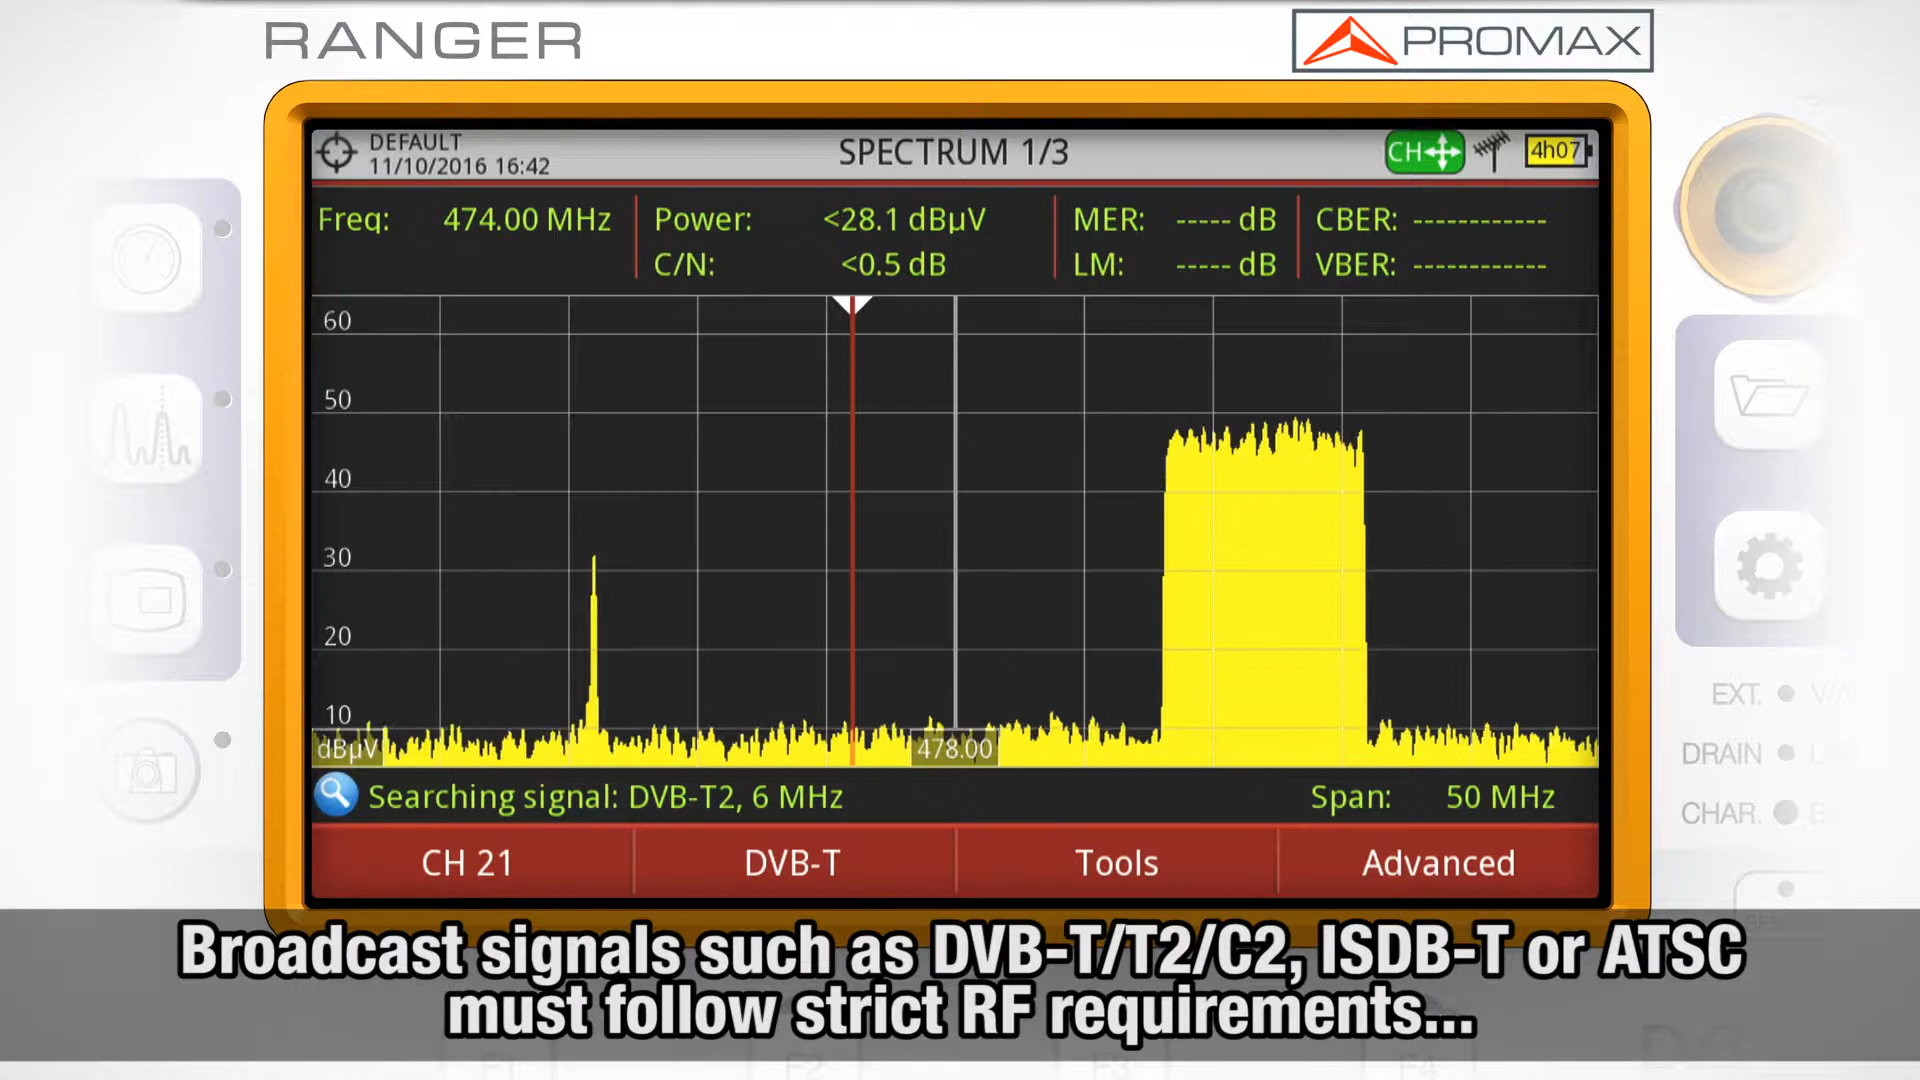 RANGER
PROMAX
DEFAULT
11/10/2016 16:42
SPECTRUM 1/3
CH
4h07
Freq: 474.00 MHz
Power: <28.1 dBµV
MER: ----- dB
CBER: ------------
C/N: <0.5 dB
LM: ----- dB
VBER: ------------
60
50
40
30
20
10
dBµV
478.00
Searching signal: DVB-T2, 6 MHz
Span: 50 MHz
CH 21
DVB-T
Tools
Advanced
EXT.
DRAIN
CHAR.
Broadcast signals such as DVB-T/T2/C2, ISDB-T or ATSC
must follow strict RF requirements...